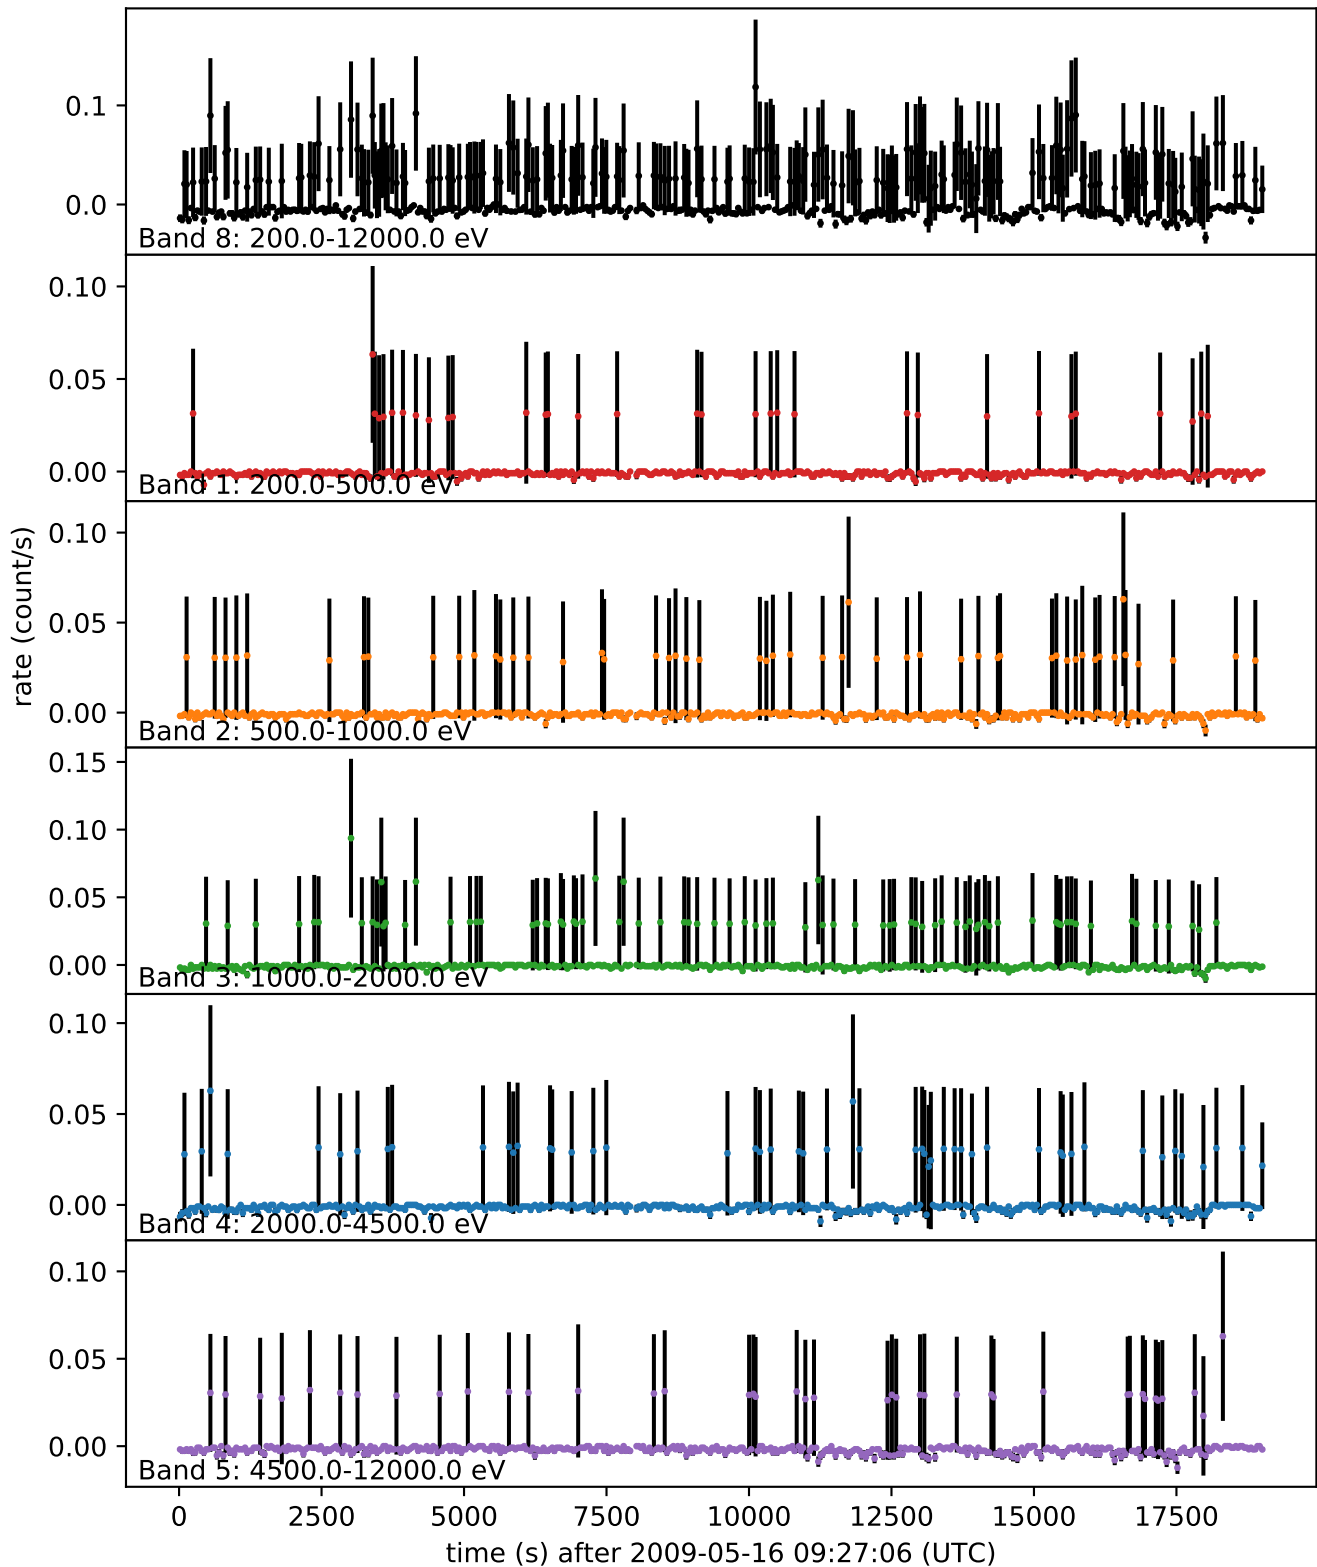 0.1
0.0
Band 8: 200.0-12000.0 eV
0.10
0.05
0.00
Band 1: 200.0-500.0 eV
0.10
0.05
0.00
Band 2: 500.0-1000.0 eV
rate (count/s)
0.15
0.10
0.05
0.00
Band 3: 1000.0-2000.0 eV
0.10
0.05
0.00
Band 4: 2000.0-4500.0 eV
0.10
0.05
0.00
Band 5: 4500.0-12000.0 eV
0 2500 5000 7500 10000 12500 15000 17500
time (s) after 2009-05-16 09:27:06 (UTC)